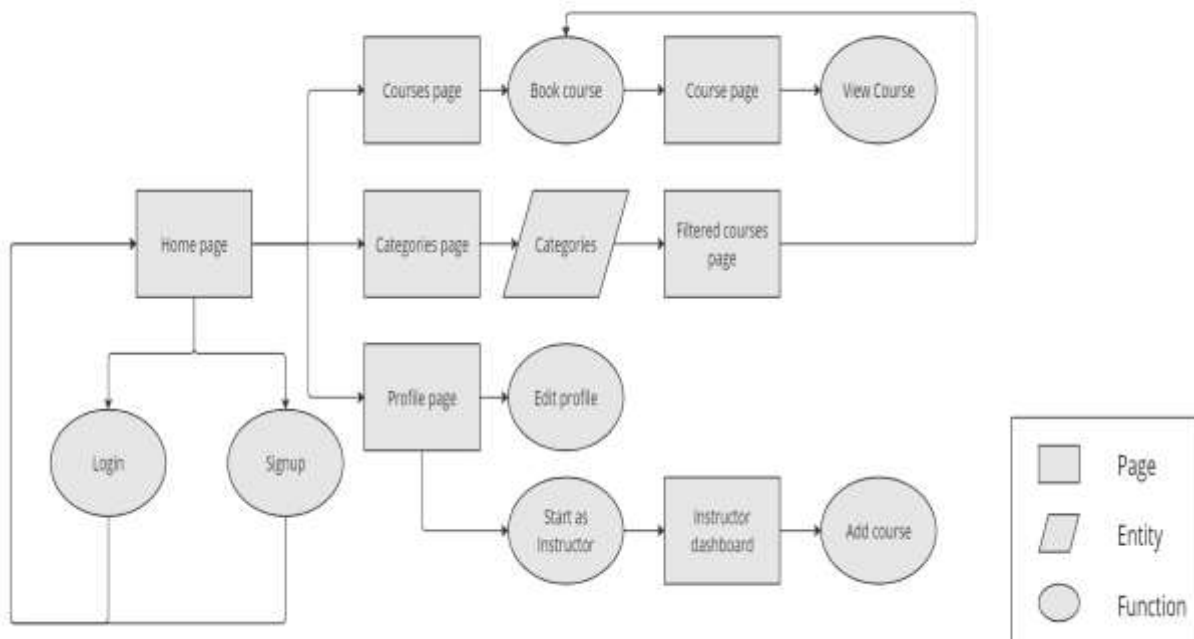 Courses page
Book course
Course page
View Course
Home page
Categories page
Categories
Filtered courses
page
Profile page
Edit profile
Login
Signup
Start as
Instructor
Instructor
dashboard
Add course
Page
Entity
Function